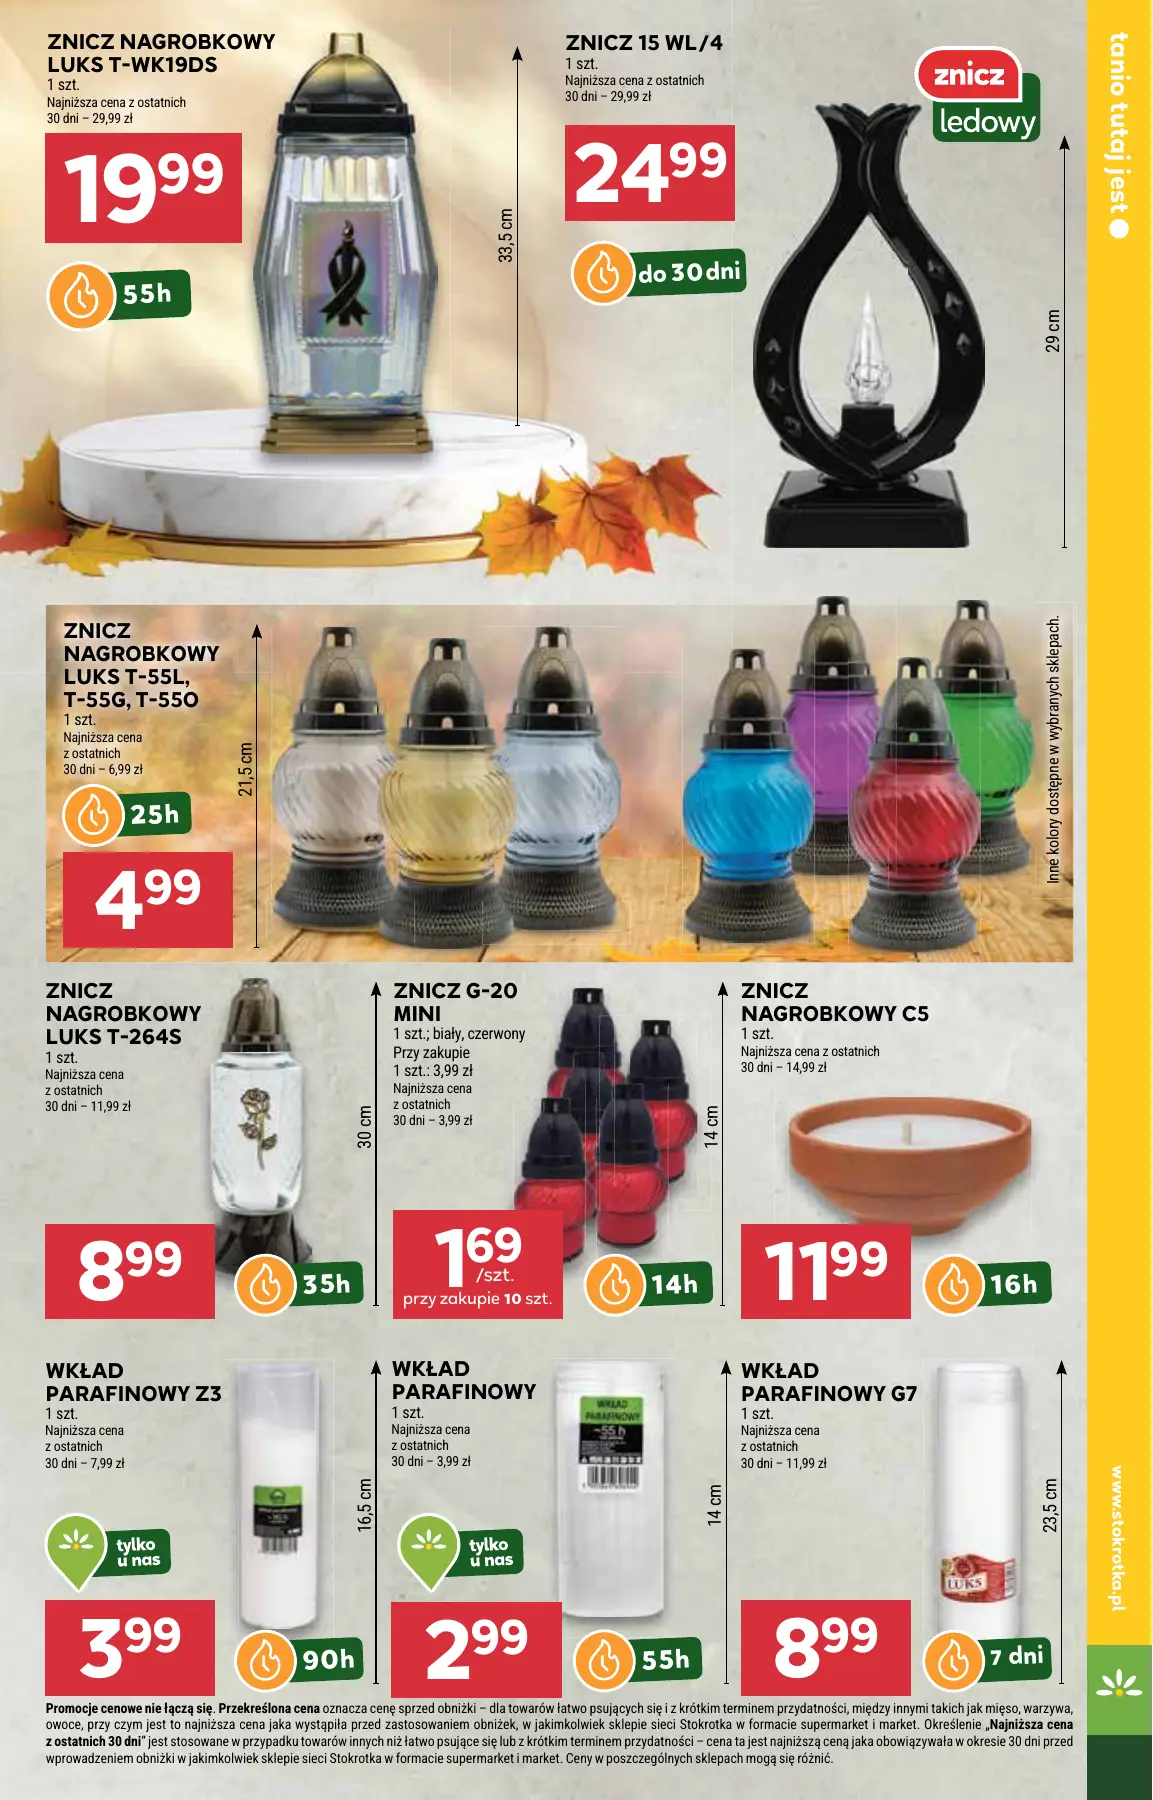 ZNICZ NAGROBKOWY
LUKS T-WK19DS
1 szt.
Najniższa cena z ostatnich
30 dni – 29,99 zł
19 99
55h
33,5 cm
ZNICZ 15 WL/4
1 szt.
Najniższa cena z ostatnich
30 dni – 29,99 zł
24 99
do 30 dni
znicz
ledowy
29 cm
tanio tutaj jest
ZNICZ
NAGROBKOWY
LUKS T-55L,
T-55G, T-55O
1 szt.
Najniższa cena
z ostatnich
30 dni – 6,99 zł
25h
4 99
21,5 cm
Inne kolory dostępne w wybranych sklepach.
ZNICZ
NAGROBKOWY
LUKS T-264S
1 szt.
Najniższa cena
z ostatnich
30 dni – 11,99 zł
8 99
35h
30 cm
ZNICZ G-20
MINI
1 szt.; biały, czerwony
Przy zakupie
1 szt.: 3,99 zł
Najniższa cena
z ostatnich
30 dni – 3,99 zł
1 69
/szt.
przy zakupie 10 szt.
14h
14 cm
ZNICZ
NAGROBKOWY C5
1 szt.
Najniższa cena z ostatnich
30 dni – 14,99 zł
11 99
16h
WKŁAD
PARAFINOWY Z3
1 szt.
Najniższa cena
z ostatnich
30 dni – 7,99 zł
tylko
u nas
3 99
90h
16,5 cm
WKŁAD
PARAFINOWY
1 szt.
Najniższa cena
z ostatnich
30 dni – 3,99 zł
tylko
u nas
2 99
WKŁAD
PARAFINOWY
~55 h
55h
14 cm
WKŁAD
PARAFINOWY G7
1 szt.
Najniższa cena
z ostatnich
30 dni – 11,99 zł
8 99
LUKS
7 dni
23,5 cm
www.stokrotka.pl
Promocje cenowe nie łączą się. Przekreślona cena oznacza cenę sprzed obniżki – dla towarów łatwo psujących się i z krótkim terminem przydatności, między innymi takich jak mięso, warzywa,
owoce, przy czym jest to najniższa cena jaka wystąpiła przed zastosowaniem obniżek, w jakimkolwiek sklepie sieci Stokrotka w formacie supermarket i market. Określenie „Najniższa cena
z ostatnich 30 dni" jest stosowane w przypadku towarów innych niż łatwo psujące się lub z krótkim terminem przydatności – cena ta jest najniższą ceną jaka obowiązywała w okresie 30 dni przed
wprowadzeniem obniżki w jakimkolwiek sklepie sieci Stokrotka w formacie supermarket i market. Ceny w poszczególnych sklepach mogą się różnić.